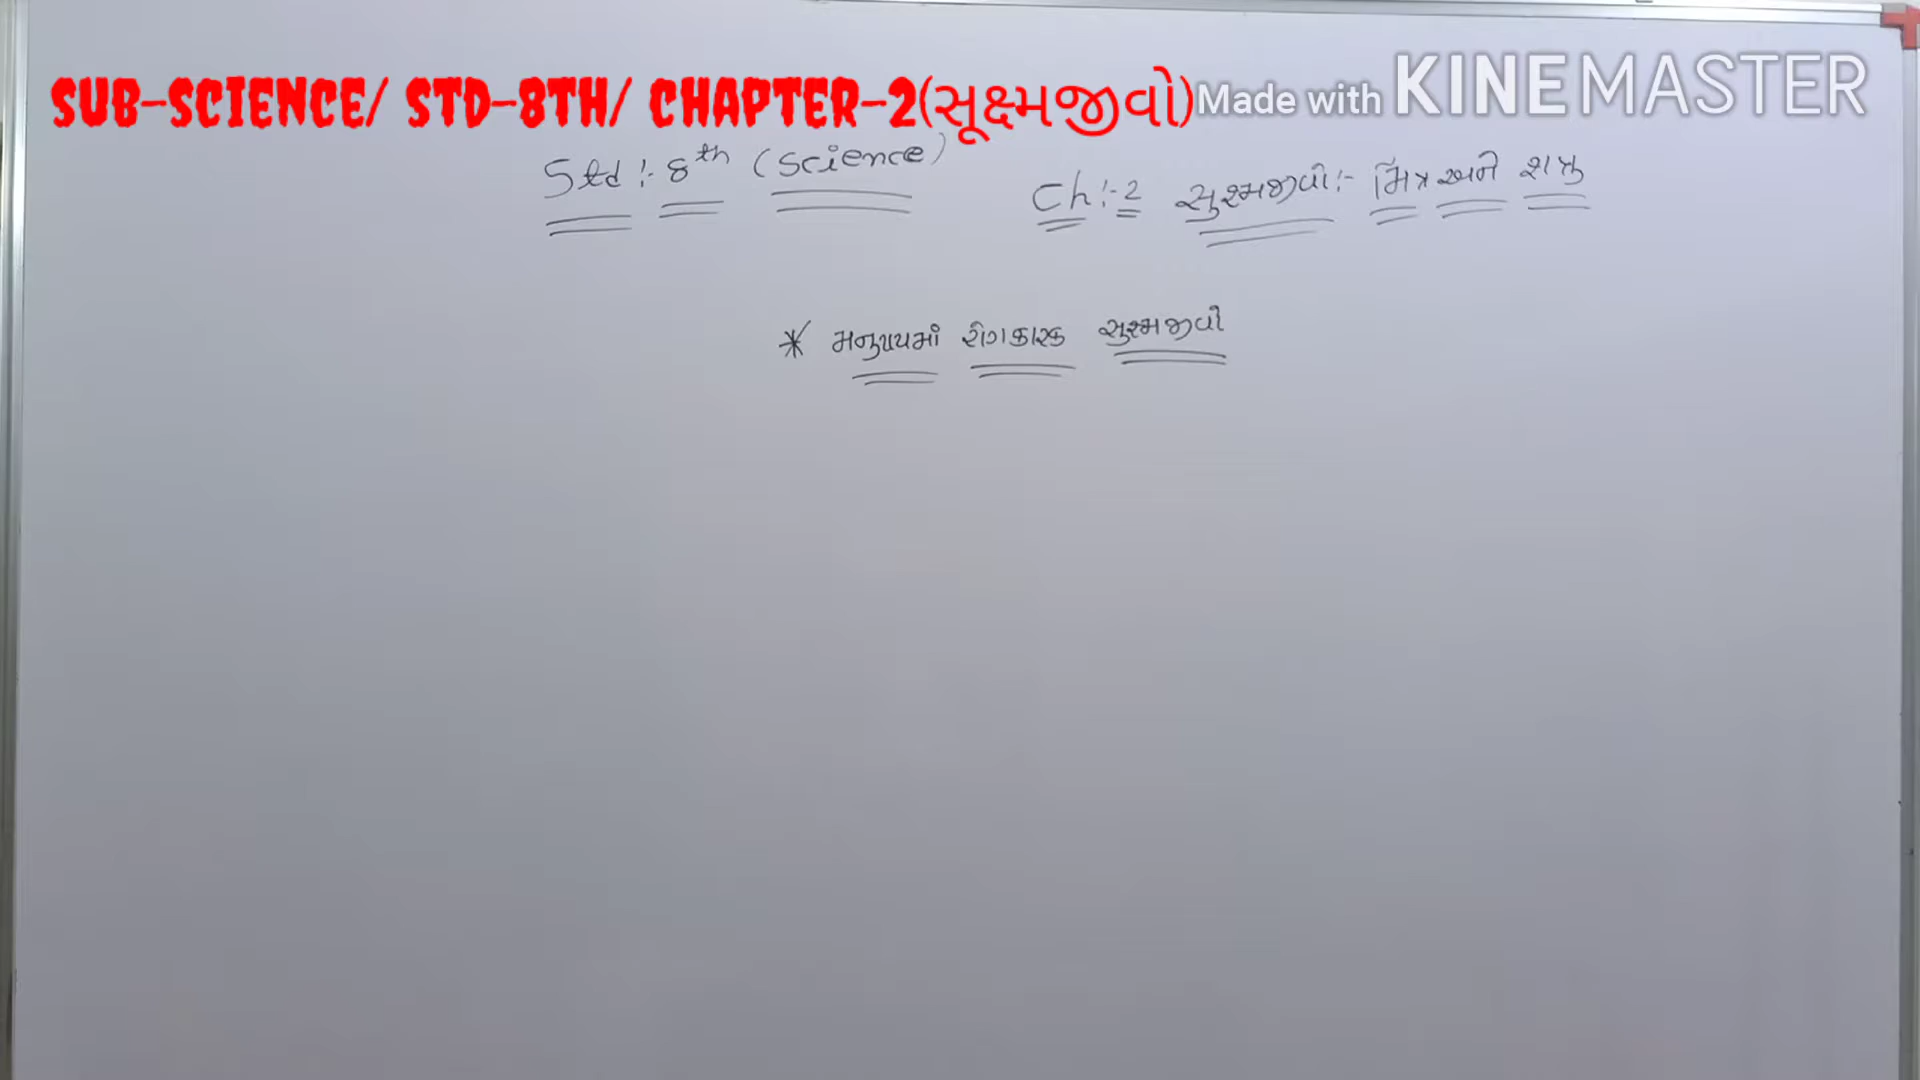 SUB-SCIENCE/ STD-8TH/ CHAPTER-2(સૂક્ષ્મજીવો) Made with KINEMASTER
Std :- 8th (Science) Ch :- 2 સુક્ષ્મજીવો :- મિત્ર અને શત્રુ
* મનુષ્યમાં રોગકારક સુક્ષ્મજીવો